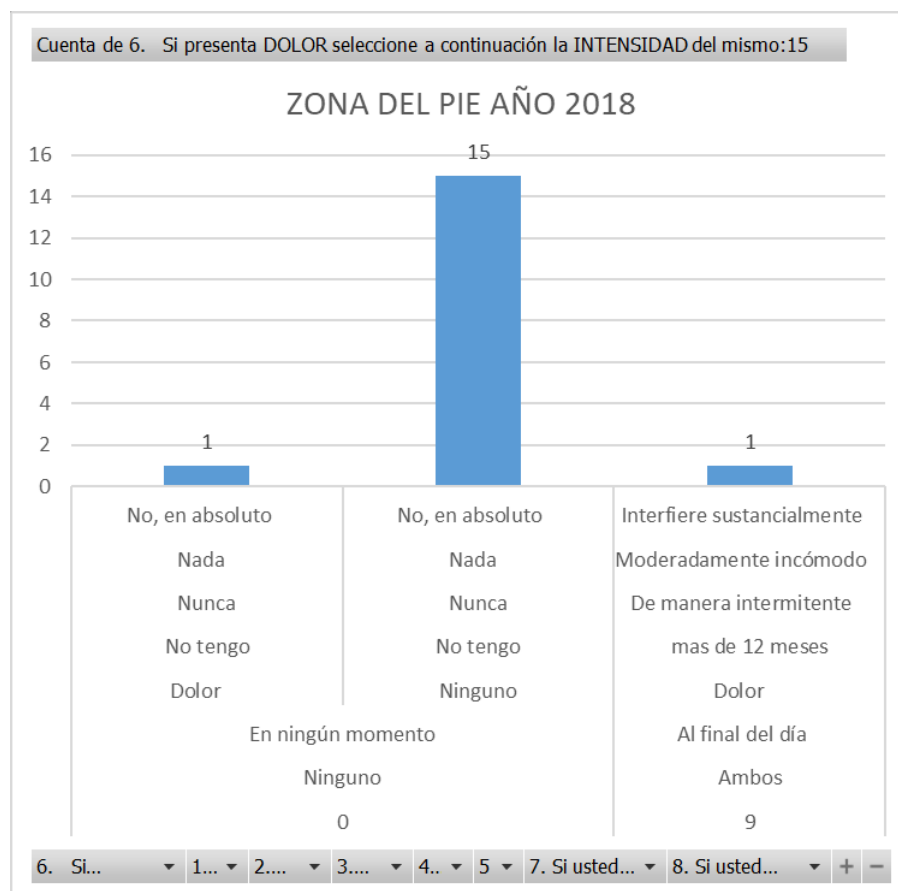 Cuenta de 6.   Si presenta DOLOR seleccione a continuación la INTENSIDAD del mismo:15
ZONA DEL PIE AÑO 2018
16
14
12
10
8
6
4
2
0
1
15
1
No, en absoluto No, en absoluto Interfiere sustancialmente
Nada Nada Moderadamente incómodo
Nunca Nunca De manera intermitente
No tengo No tengo mas de 12 meses
Dolor Ninguno Dolor
En ningún momento Al final del día
Ninguno Ambos
0 9
6.   Si... 1... 2.... 3.... 4.. 5 7. Si usted... 8. Si usted... + −